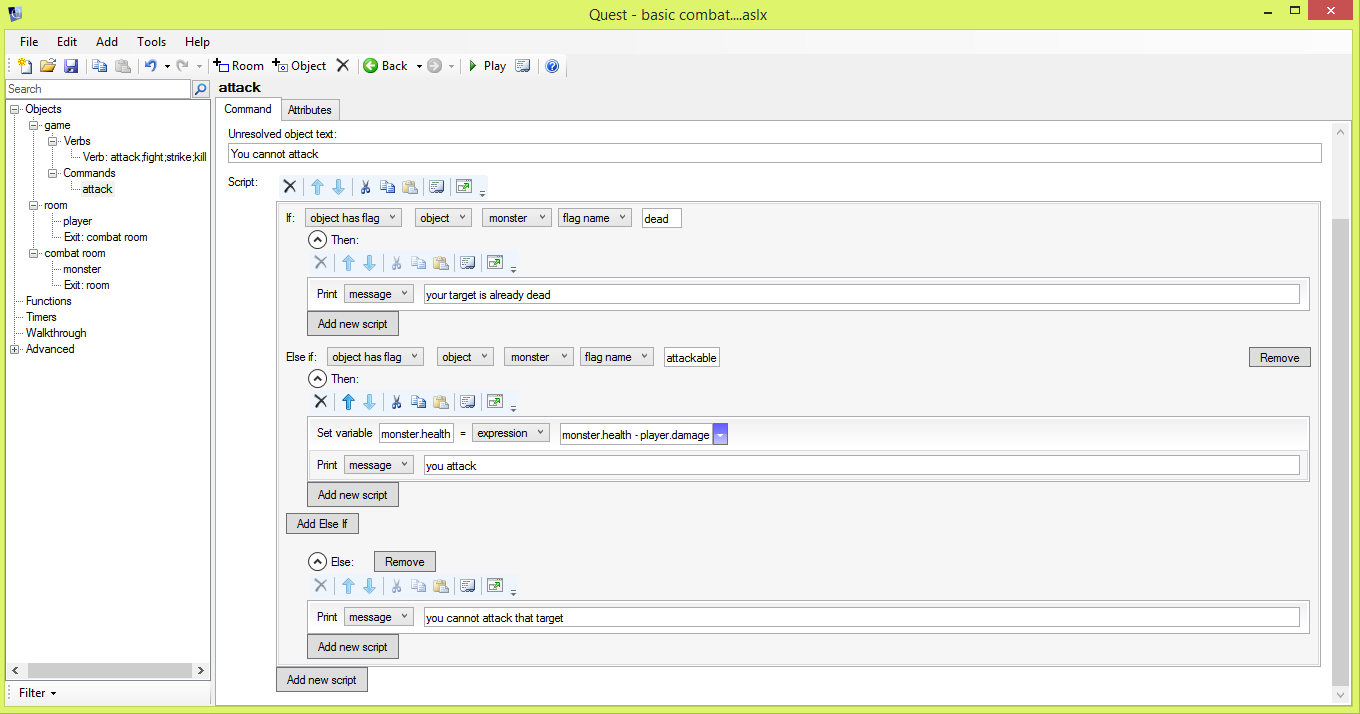 Quest - basic combat....aslx
File Edit Add Tools Help
Room Object Back Play
Search
Objects
game
Verbs
Verb: attack;fight;strike;kill
Commands
attack
room
player
Exit: combat room
combat room
monster
Exit: room
Functions
Timers
Walkthrough
Advanced
Filter
attack
Command Attributes
Unresolved object text:
You cannot attack
Script:
If: object has flag object monster flag name dead
Then:
Print message your target is already dead
Add new script
Else if: object has flag object monster flag name attackable Remove
Then:
Set variable monster.health = expression monster.health - player.damage
Print message you attack
Add new script
Add Else If
Else: Remove
Print message you cannot attack that target
Add new script
Add new script